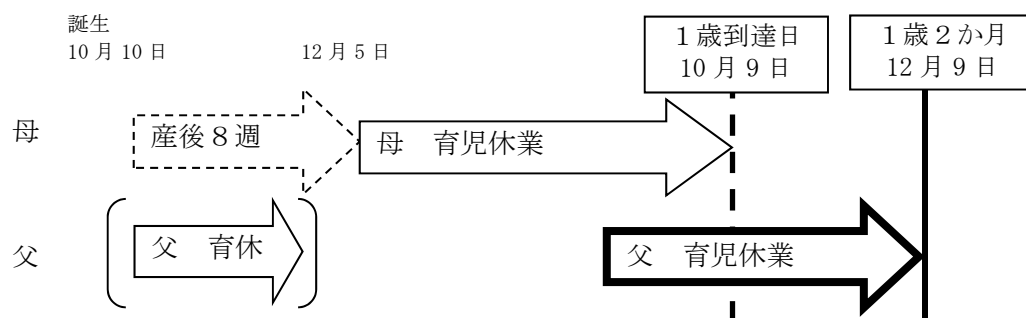 誕生
10月10日
12月5日
1歳到達日
10月9日
1歳2か月
12月9日
母
産後8週
母　育児休業
父
父　育休
父　育児休業